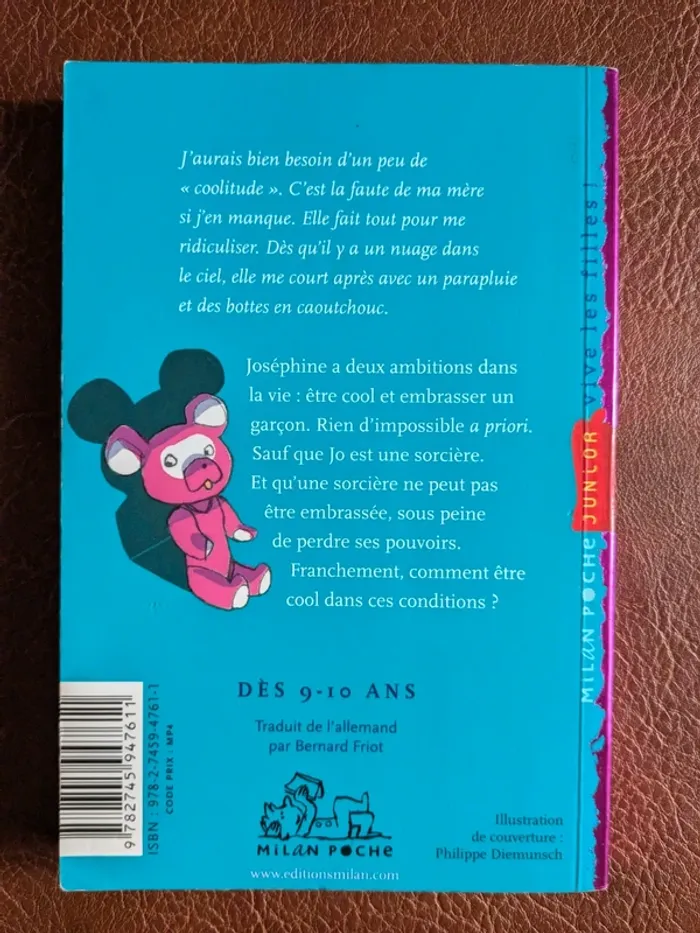 J'aurais bien besoin d'un peu de
« coolitude ». C'est la faute de ma mère
si j'en manque. Elle fait tout pour me
ridiculiser. Dès qu'il y a un nuage dans
le ciel, elle me court après avec un parapluie
et des bottes en caoutchouc.
Joséphine a deux ambitions dans
la vie : être cool et embrasser un
garçon. Rien d'impossible a priori.
Sauf que Jo est une sorcière.
Et qu'une sorcière ne peut pas
être embrassée, sous peine
de perdre ses pouvoirs.
Franchement, comment être
cool dans ces conditions ?
DÈS 9-10 ANS
Traduit de l'allemand
par Bernard Friot
MILAN POCHE
www.editionsmilan.com
Illustration
de couverture :
Philippe Diemunsch
9 782745 947611
ISBN : 978-2-7459-4761-1
CODE PRIX : MP4
MILAN POCHE JUNIOR vive les filles !